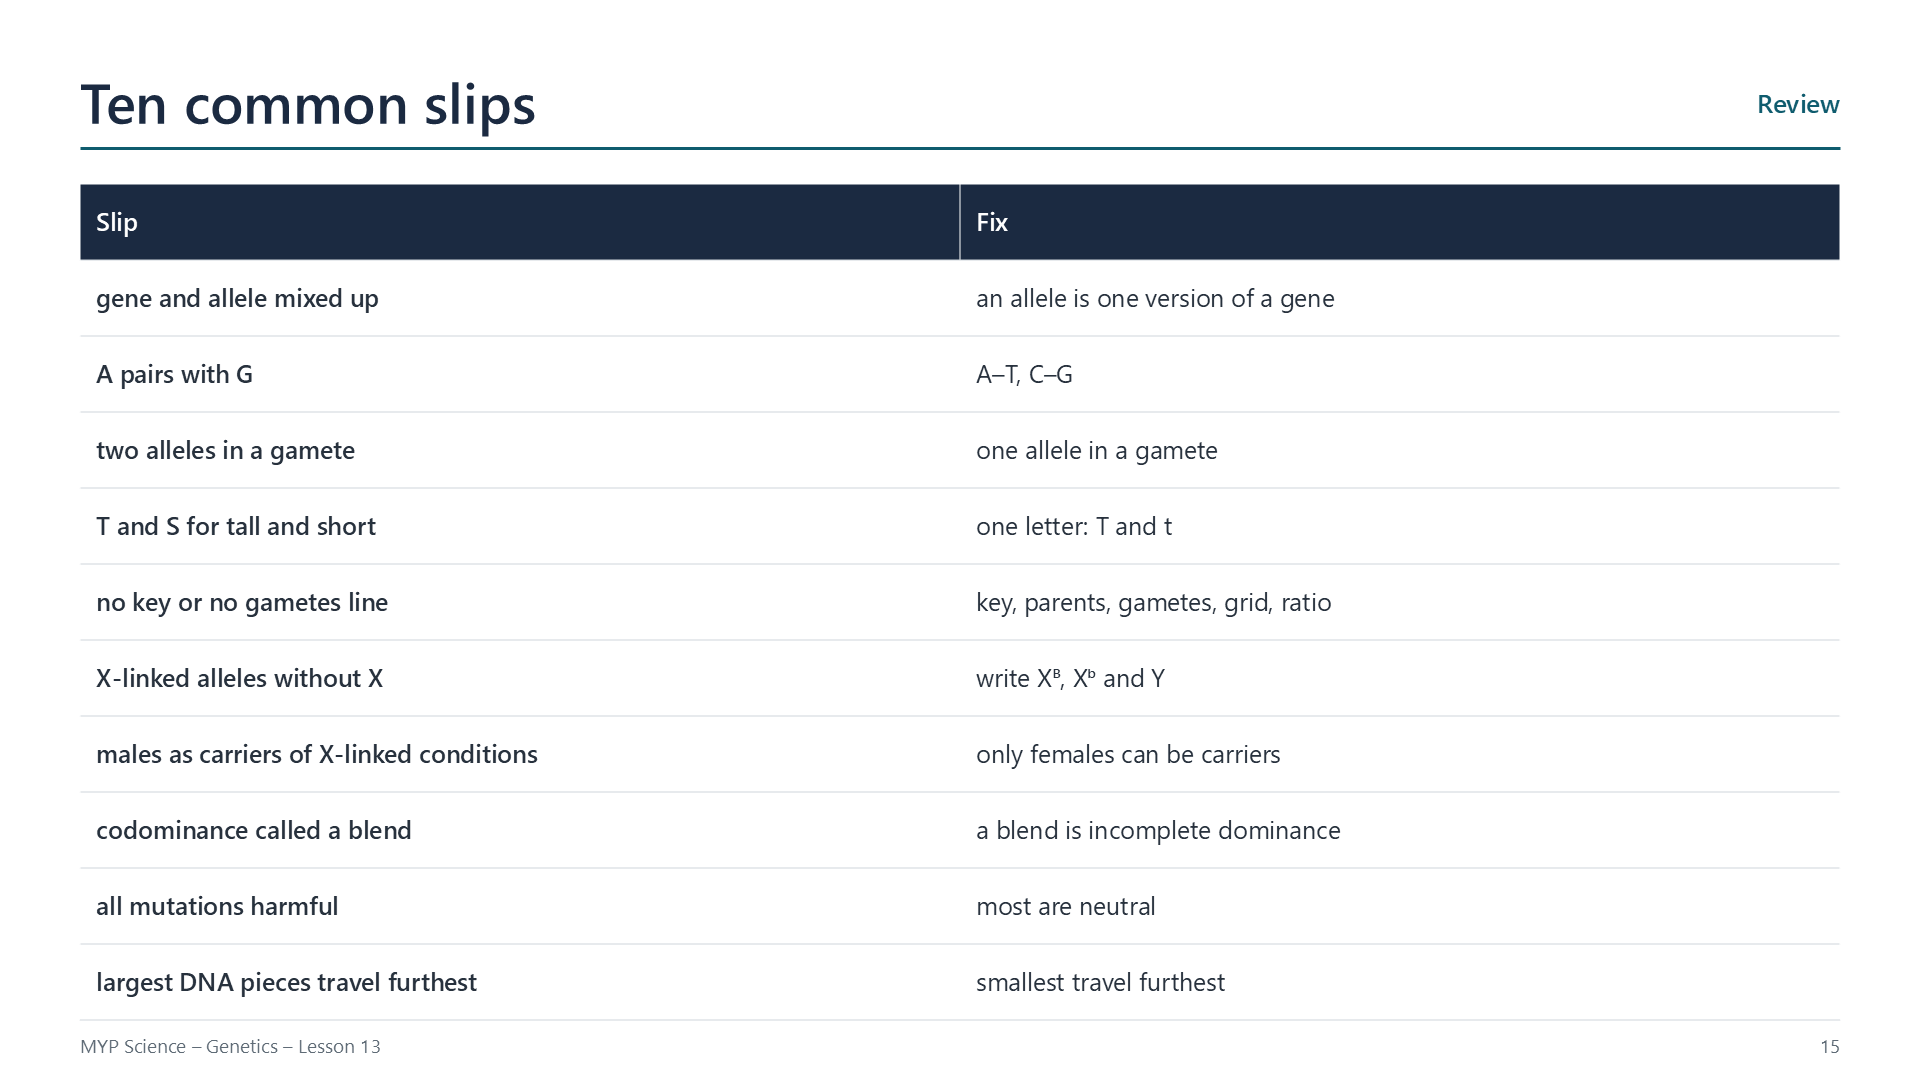 Ten common slips
Review
Slip
Fix
gene and allele mixed up
an allele is one version of a gene
A pairs with G
A–T, C–G
two alleles in a gamete
one allele in a gamete
T and S for tall and short
one letter: T and t
no key or no gametes line
key, parents, gametes, grid, ratio
X-linked alleles without X
write Xᴮ, Xᵇ and Y
males as carriers of X-linked conditions
only females can be carriers
codominance called a blend
a blend is incomplete dominance
all mutations harmful
most are neutral
largest DNA pieces travel furthest
smallest travel furthest
MYP Science – Genetics – Lesson 13
15